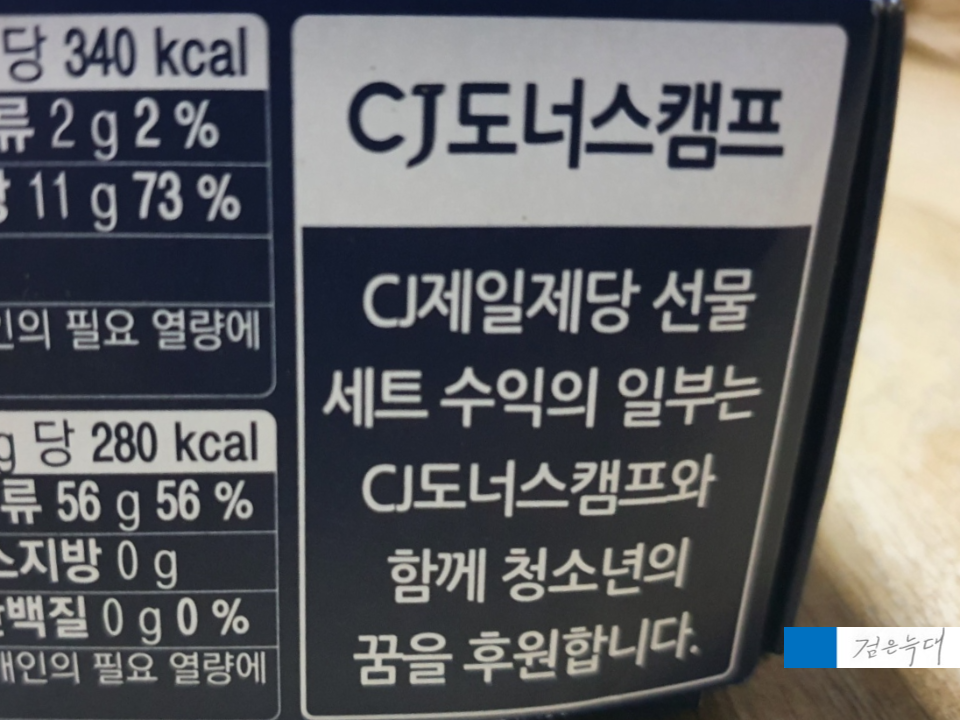 당 340 kcal
류 2 g 2 %
11 g 73 %
인의 필요 열량에
g 당 280 kcal
류 56 g 56 %
스지방 0 g
단백질 0 g 0 %
개인의 필요 열량에
CJ도너스캠프
CJ제일제당 선물
세트 수익의 일부는
CJ도너스캠프와
함께 청소년의
꿈을 후원합니다.
검은늑대